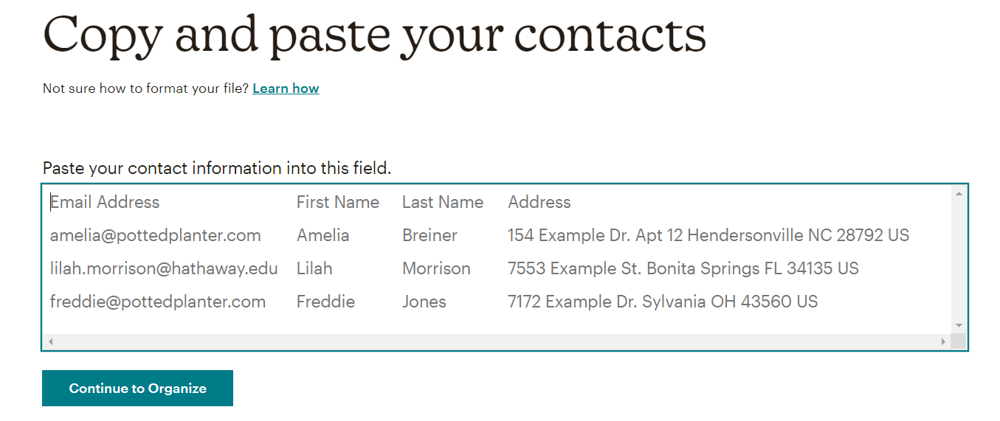 Copy and paste your contacts
Not sure how to format your file? Learn how
Paste your contact information into this field.
Email Address First Name Last Name Address
amelia@pottedplanter.com Amelia Breiner 154 Example Dr. Apt 12 Hendersonville NC 28792 US
lilah.morrison@hathaway.edu Lilah Morrison 7553 Example St. Bonita Springs FL 34135 US
freddie@pottedplanter.com Freddie Jones 7172 Example Dr. Sylvania OH 43560 US
Continue to Organize